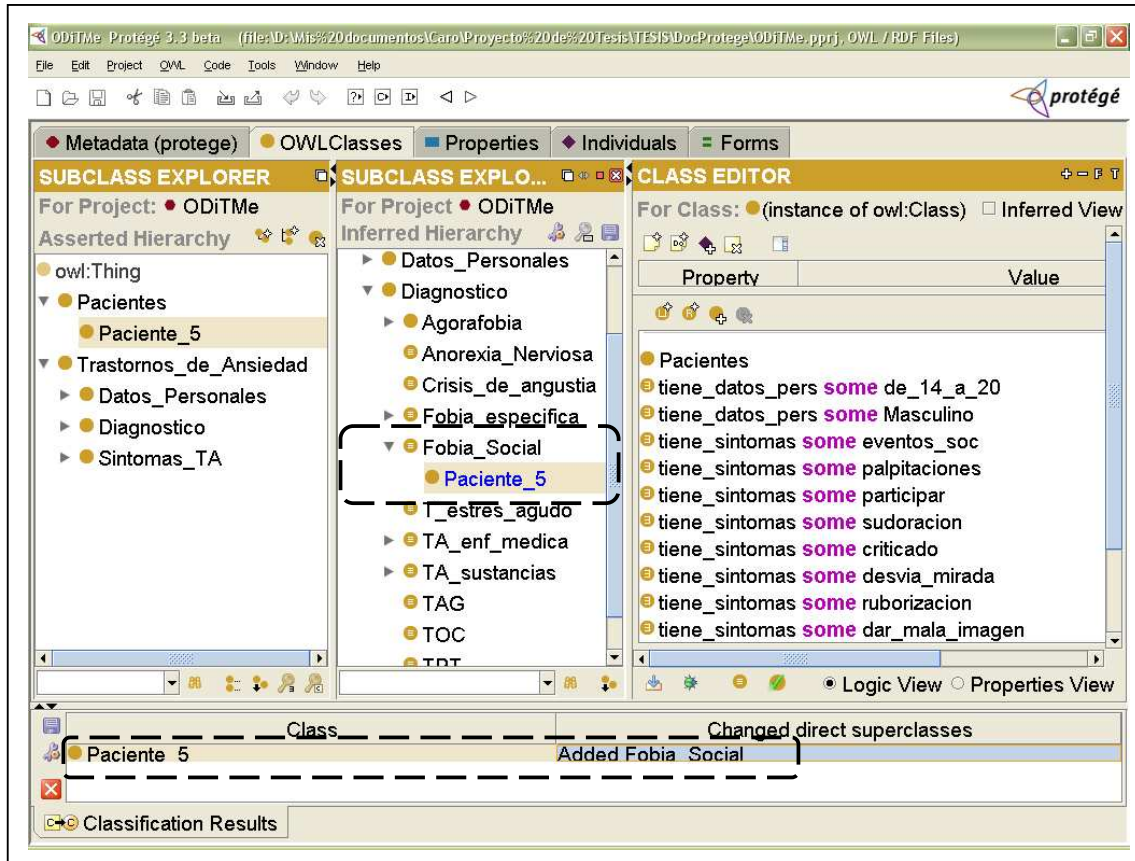 ODiTMe Protégé 3.3 beta (file:\D:\Mis%20documentos\Caro\Proyecto%20de%20Tesis\TESIS\DocProtege\ODiTMe.pprj, OWL / RDF Files)
File Edit Project OWL Code Tools Window Help
protégé
Metadata (protege) OWLClasses Properties Individuals Forms
SUBCLASS EXPLORER
For Project: ODiTMe
Asserted Hierarchy
owl:Thing
Pacientes
Paciente_5
Trastornos_de_Ansiedad
Datos_Personales
Diagnostico
Sintomas_TA
SUBCLASS EXPLO...
For Project ODiTMe
Inferred Hierarchy
Datos_Personales
Diagnostico
Agorafobia
Anorexia_Nerviosa
Crisis_de_angustia
Fobia_especifica
Fobia_Social
Paciente_5
T_estres_agudo
TA_enf_medica
TA_sustancias
TAG
TOC
TPT
CLASS EDITOR
For Class: (instance of owl:Class) Inferred View
Property Value
Pacientes
tiene_datos_pers some de_14_a_20
tiene_datos_pers some Masculino
tiene_sintomas some eventos_soc
tiene_sintomas some palpitaciones
tiene_sintomas some participar
tiene_sintomas some sudoracion
tiene_sintomas some criticado
tiene_sintomas some desvia_mirada
tiene_sintomas some ruborizacion
tiene_sintomas some dar_mala_imagen
Logic View Properties View
Class Changed direct superclasses
Paciente_5 Added Fobia_Social
Classification Results